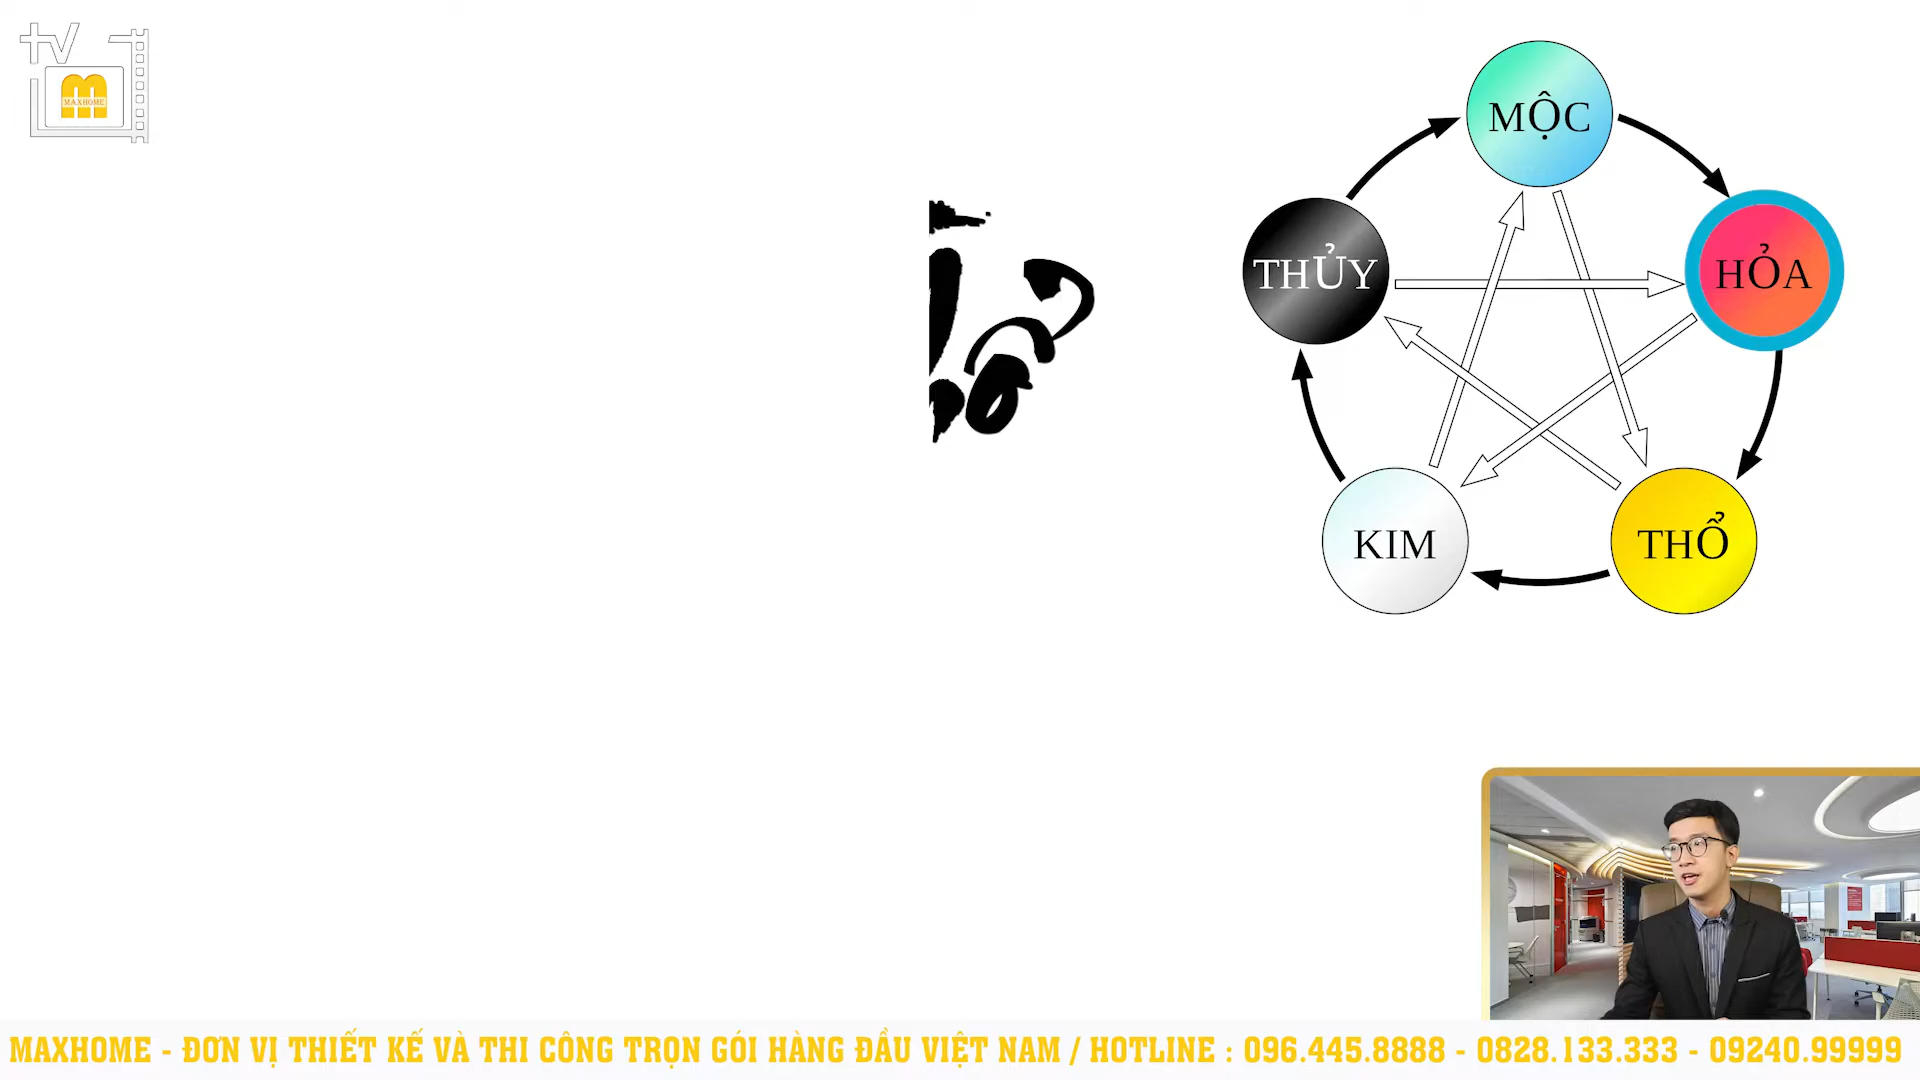 tV
MAXHOME
MỘC
THỦY
HỎA
KIM
THỔ
MAXHOME - ĐƠN VỊ THIẾT KẾ VÀ THI CÔNG TRỌN GÓI HÀNG ĐẦU VIỆT NAM / HOTLINE : 096.445.8888 - 0828.133.333 - 09240.99999